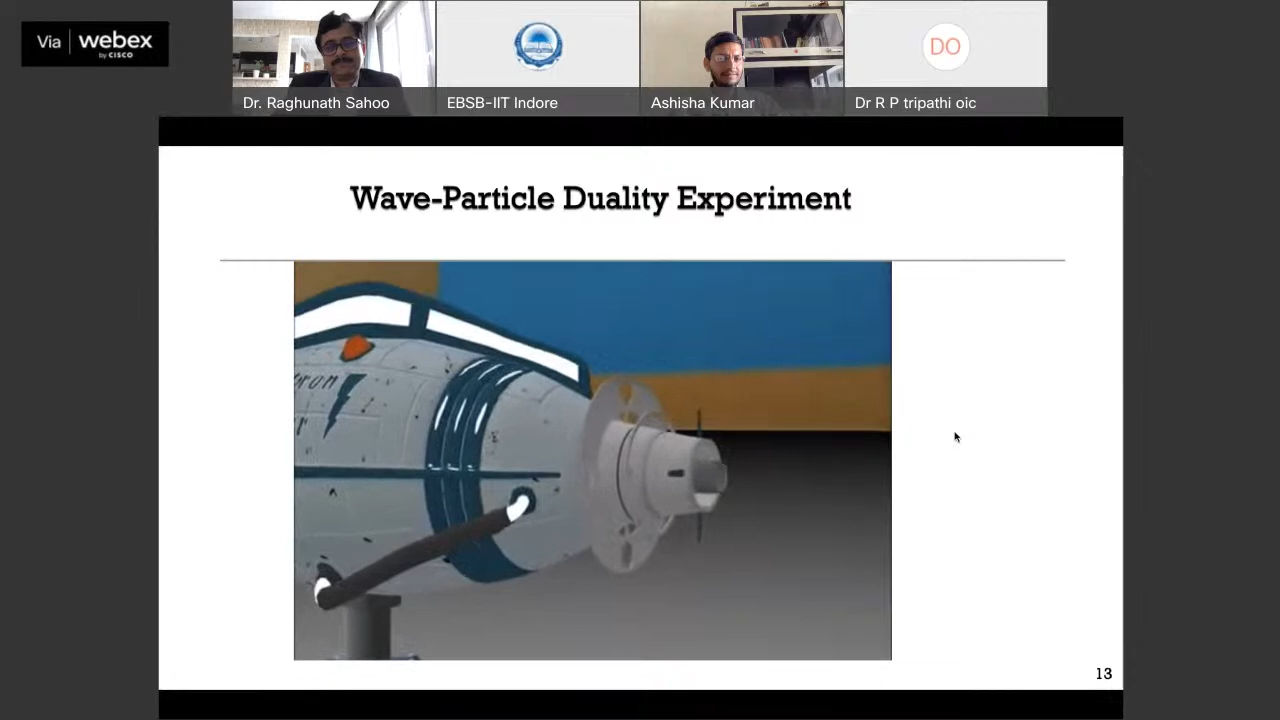 Via webex
by CISCO
Dr. Raghunath Sahoo
EBSB-IIT Indore
Ashisha Kumar
DO
Dr R P tripathi oic
Wave-Particle Duality Experiment
13